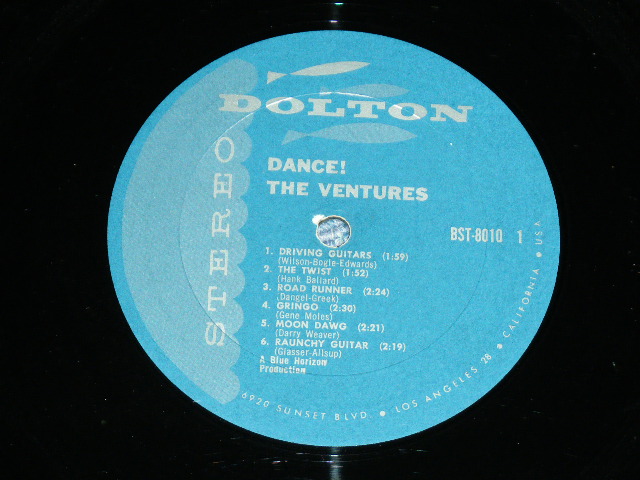 DOLTON
STEREO
DANCE!
THE VENTURES
BST-8010 1
1. DRIVING GUITARS (1:59)
(Wilson-Bogle-Edwards)
2. THE TWIST (1:52)
(Hank Ballard)
3. ROAD RUNNER (2:24)
(Dangel-Greek)
4. GRINGO (2:30)
(Gene Moles)
5. MOON DAWG (2:21)
(Darry Weaver)
6. RAUNCHY GUITAR (2:19)
(Glasser-Allsup)
A Blue Horizon
Production
6920 SUNSET BLVD. • LOS ANGELES 28 • CALIFORNIA • U.S.A.